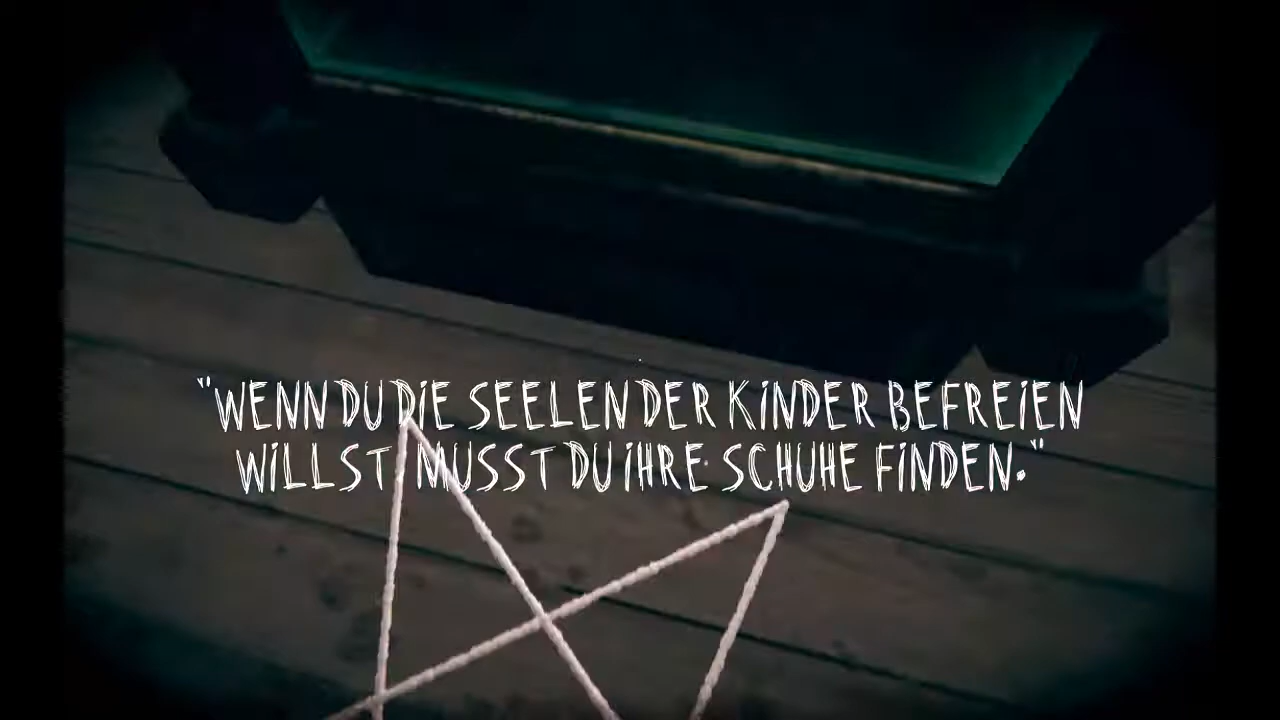 "WENN DU DIE SEELEN DER KINDER BEFREIEN
WILLST MUSST DU IHRE SCHUHE FINDEN."